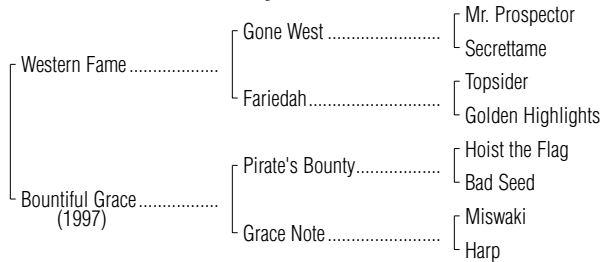 Mr. Prospector
Gone West ....................
Secrettame
Western Fame ................
Topsider
Fariedah .......................
Golden Highlights
Hoist the Flag
Pirate's Bounty ...............
Bad Seed
Bountiful Grace ..............
(1997)
Miswaki
Grace Note ....................
Harp